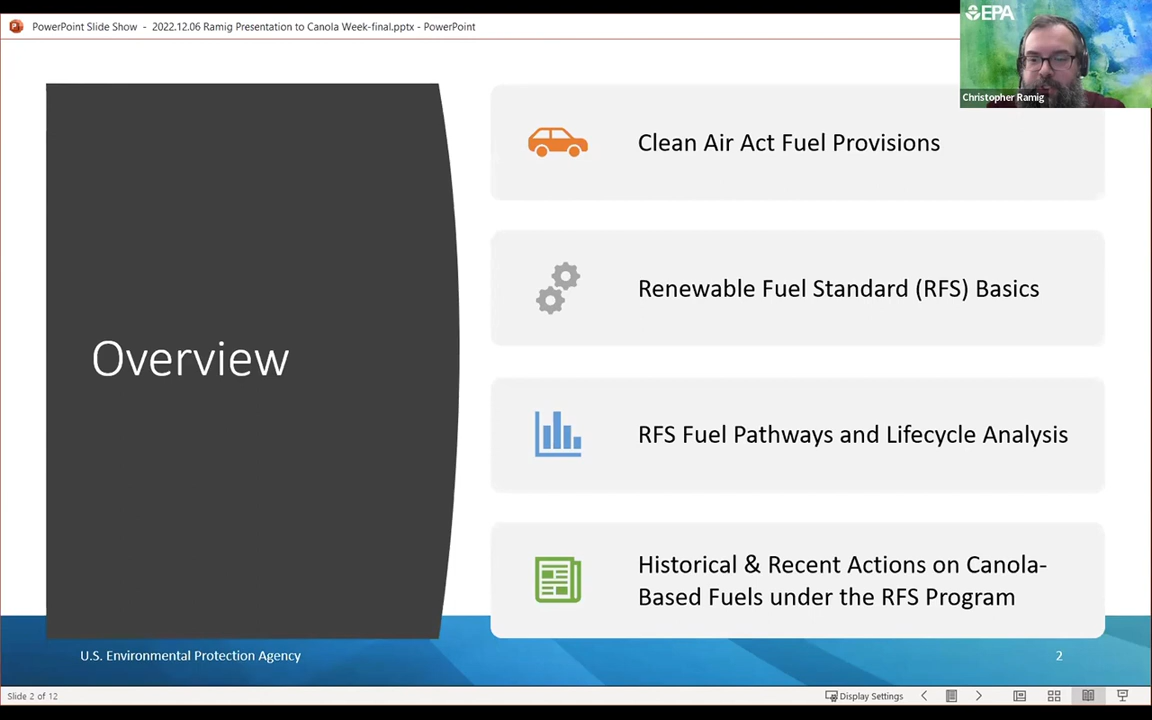 PowerPoint Slide Show - 2022.12.06 Ramig Presentation to Canola Week-final.pptx - PowerPoint
EPA
Christopher Ramig
Overview
Clean Air Act Fuel Provisions
Renewable Fuel Standard (RFS) Basics
RFS Fuel Pathways and Lifecycle Analysis
Historical & Recent Actions on Canola-
Based Fuels under the RFS Program
U.S. Environmental Protection Agency
2
Slide 2 of 12
Display Settings